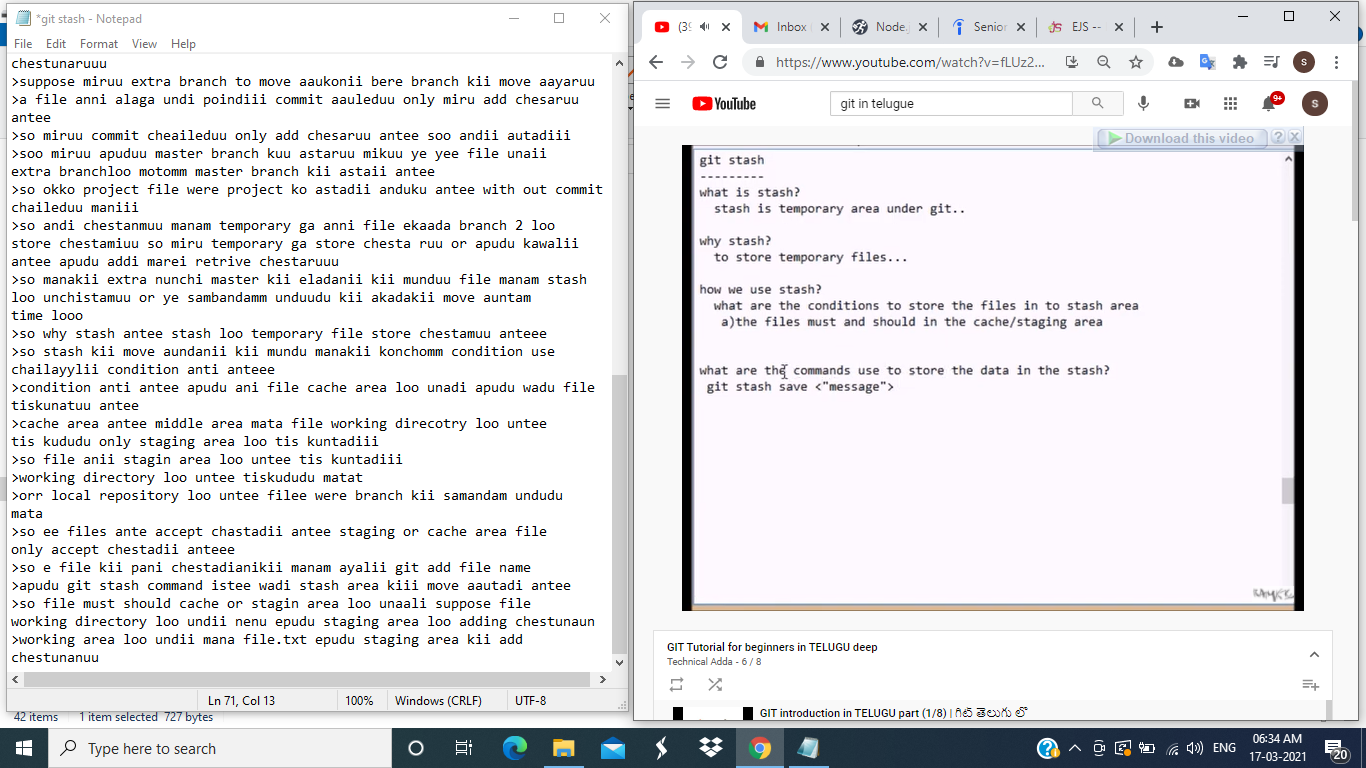 *git stash - Notepad
File Edit Format View Help
chestunaruuu
>suppose miruu extra branch to move aaukonii bere branch kii move aayaruu
>a file anni alaga undi poindiii commit aauleduu only miru add chesaruu
antee
>so miruu commit cheaileduu only add chesaruu antee soo andii autadiii
>soo miruu apuduu master branch kuu astaruu mikuu ye yee file unaii
extra branchloo motomm master branch kii astaii antee
>so okko project file were project ko astadii anduku antee with out commit
chaileduu maniii
>so andi chestanmuu manam temporary ga anni file ekaada branch 2 loo
store chestamiuu so miru temporary ga store chesta ruu or apudu kawalii
antee apudu addi marei retrive chestaruuu
>so manakii extra nunchi master kii eladanii kii munduu file manam stash
loo unchistamuu or ye sambandamm unduudu kii akadakii move auntam
time looo
>so why stash antee stash loo temporary file store chestamuu anteee
>so stash kii move aundanii kii mundu manakii konchomm condition use
chailayylii condition anti anteee
>condition anti antee apudu ani file cache area loo unadi apudu wadu file
tiskunatuu antee
>cache area antee middle area mata file working direcotry loo untee
tis kududu only staging area loo tis kuntadiii
>so file anii stagin area loo untee tis kuntadiii
>working directory loo untee tiskududu matat
>orr local repository loo untee filee were branch kii samandam undudu
mata
>so ee files ante accept chastadii antee staging or cache area file
only accept chestadii anteee
>so e file kii pani chestadianikii manam ayalii git add file name
>apudu git stash command istee wadi stash area kiii move aautadi antee
>so file must should cache or stagin area loo unaali suppose file
working directory loo undii nenu epudu staging area loo adding chestunaun
>working area loo undii mana file.txt epudu staging area kii add
chestunanuu
Ln 71, Col 13 100% Windows (CRLF) UTF-8
42 items 1 item selected 727 bytes
(39 Inbox Node. Senior EJS --
https://www.youtube.com/watch?v=fLUz2...
S
YouTube
git in telugue
9+
S
Download this video ? X
git stash
---------
what is stash?
stash is temporary area under git..
why stash?
to store temporary files...
how we use stash?
what are the conditions to store the files in to stash area
a)the files must and should in the cache/staging area
what are the commands use to store the data in the stash?
git stash save <"message">
GIT Tutorial for beginners in TELUGU deep
Technical Adda - 6 / 8
GIT introduction in TELUGU part (1/8) | గిట్ తెలుగు లో
Type here to search
ENG
06:34 AM
17-03-2021
20